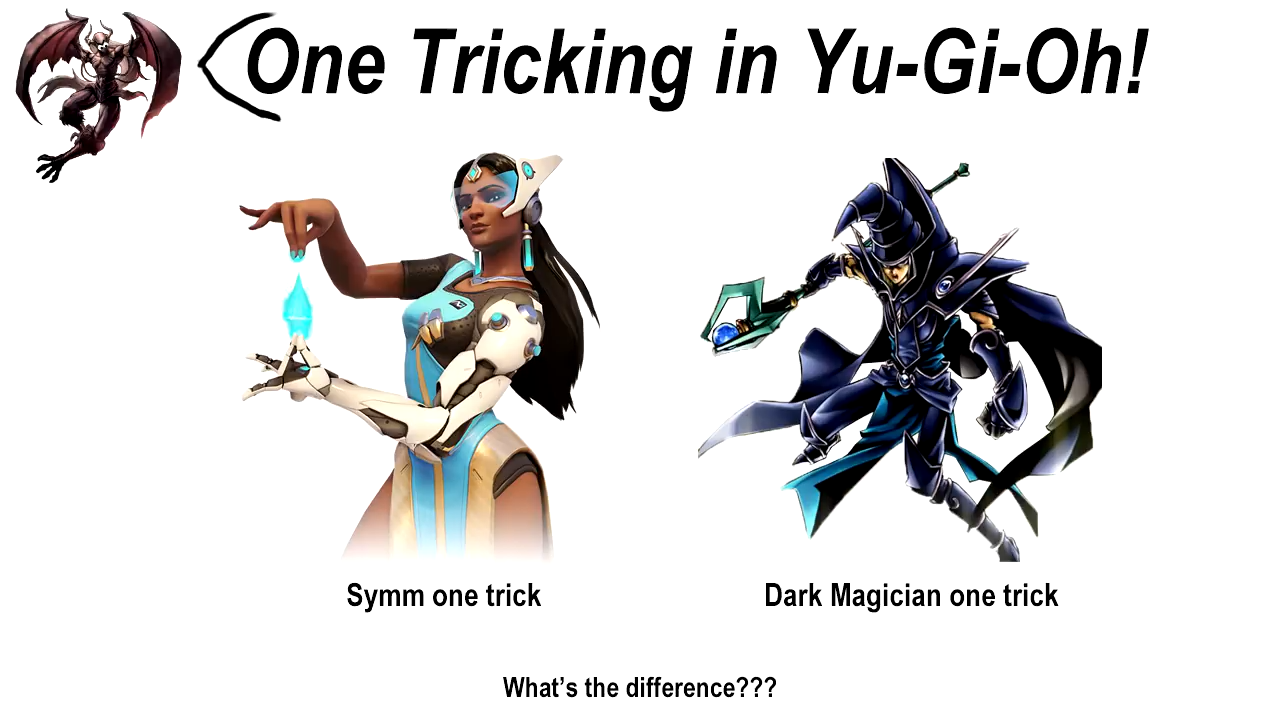 One Tricking in Yu-Gi-Oh!
Symm one trick
Dark Magician one trick
What's the difference???